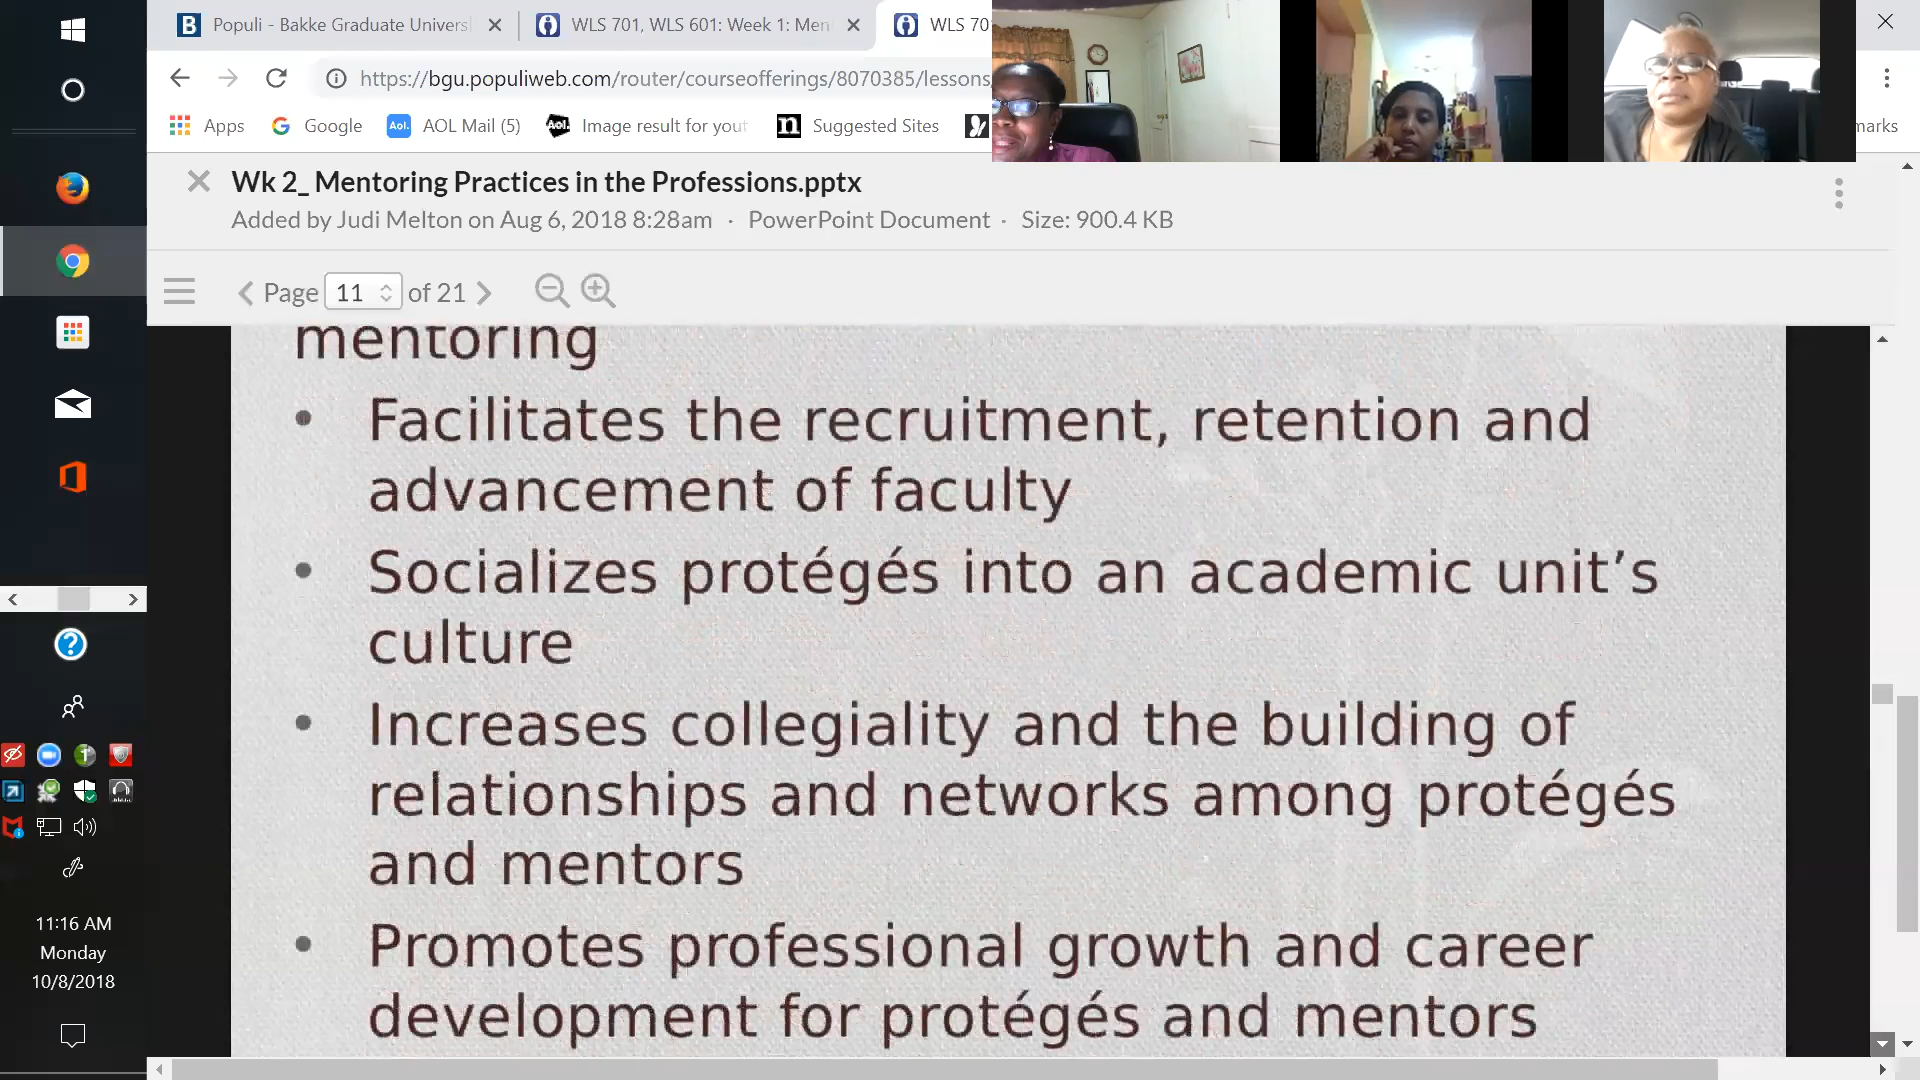 Populi - Bakke Graduate Univers
WLS 701, WLS 601: Week 1: Men
WLS 70
https://bgu.populiweb.com/router/courseofferings/8070385/lessons
Apps
Google
Aol.
AOL Mail (5)
Aol.
Image result for yout
n
Suggested Sites
marks
Wk 2_ Mentoring Practices in the Professions.pptx
Added by Judi Melton on Aug 6, 2018 8:28am · PowerPoint Document · Size: 900.4 KB
Page 11 of 21
mentoring
• Facilitates the recruitment, retention and
advancement of faculty
• Socializes protégés into an academic unit’s
culture
• Increases collegiality and the building of
relationships and networks among protégés
and mentors
• Promotes professional growth and career
development for protégés and mentors
11:16 AM
Monday
10/8/2018